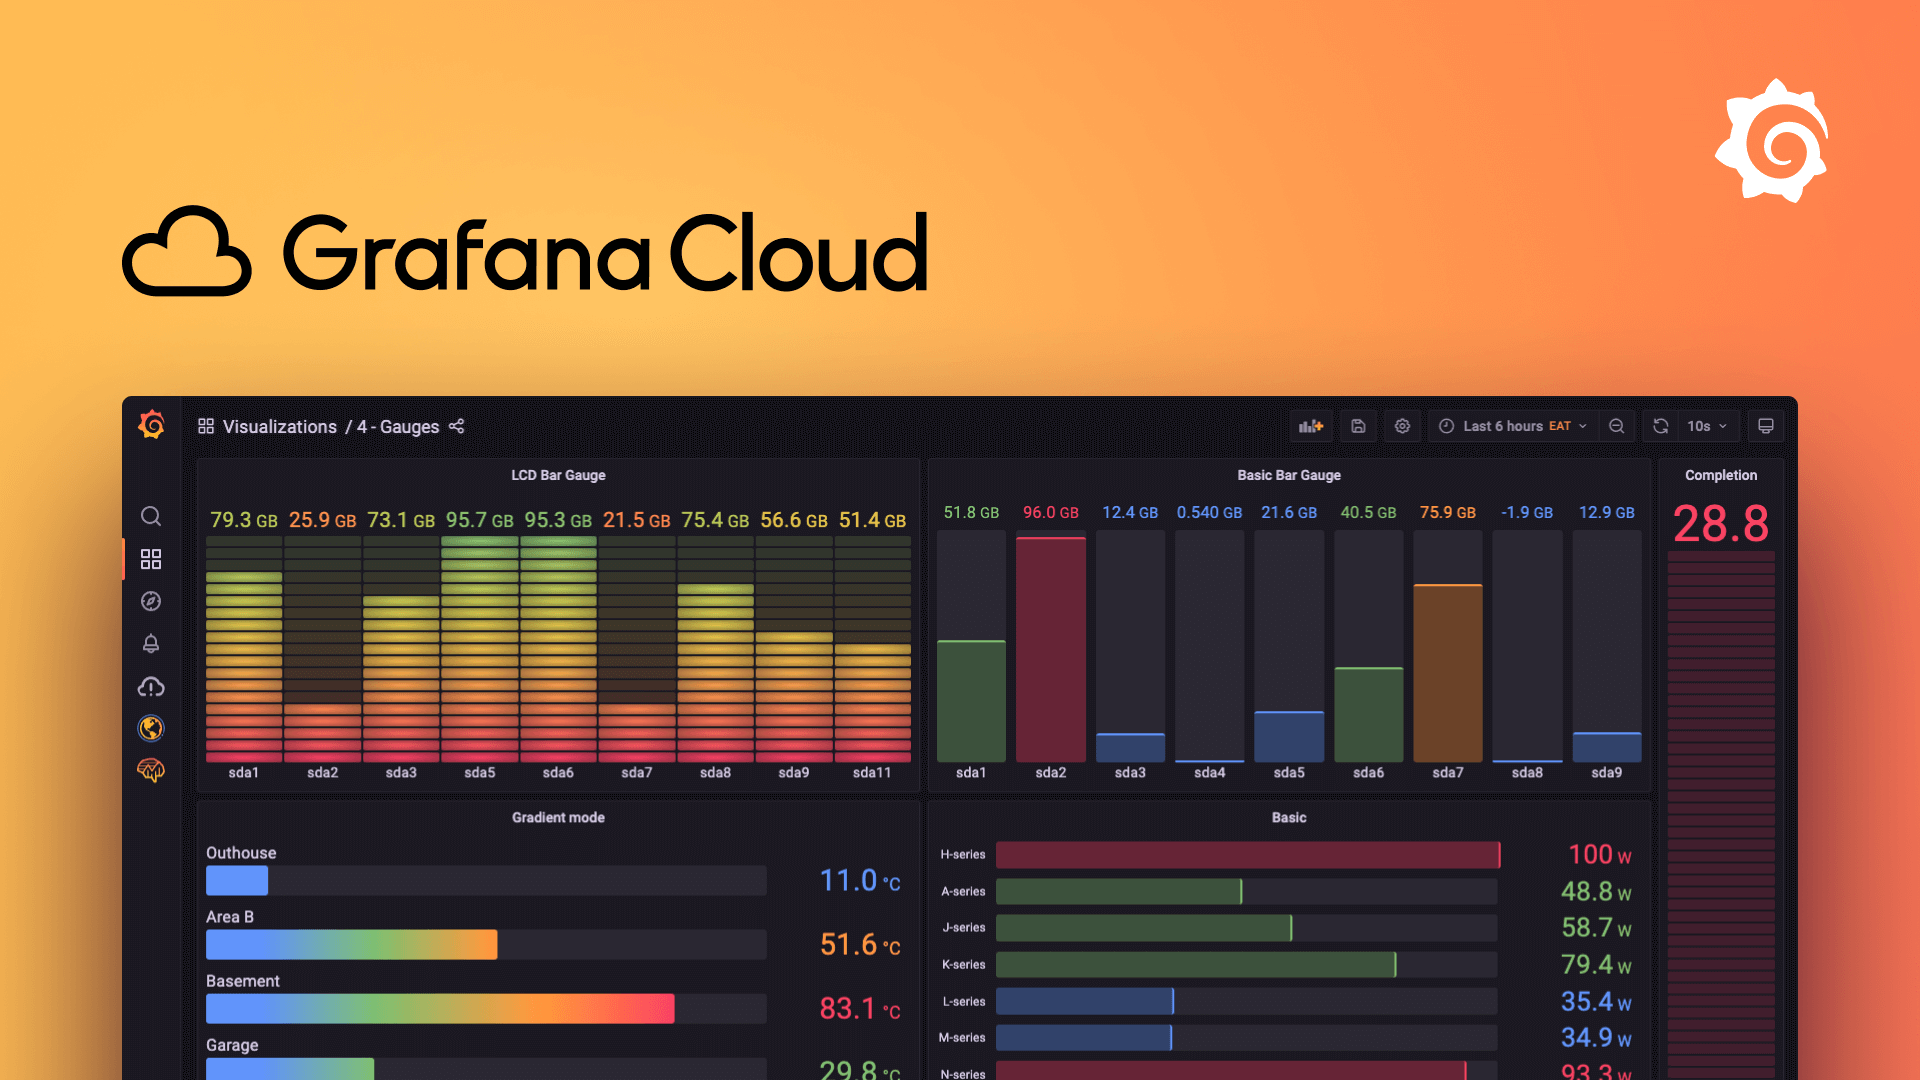 Grafana Cloud
Visualizations / 4 - Gauges
Last 6 hours EAT
10s
LCD Bar Gauge
79.3 GB 25.9 GB 73.1 GB 95.7 GB 95.3 GB 21.5 GB 75.4 GB 56.6 GB 51.4 GB
sda1 sda2 sda3 sda5 sda6 sda7 sda8 sda9 sda11
Basic Bar Gauge
51.8 GB 96.0 GB 12.4 GB 0.540 GB 21.6 GB 40.5 GB 75.9 GB -1.9 GB 12.9 GB
sda1 sda2 sda3 sda4 sda5 sda6 sda7 sda8 sda9
Completion
28.8
Gradient mode
Outhouse
11.0 °C
Area B
51.6 °C
Basement
83.1 °C
Garage
29.8 °C
Basic
H-series 100 W
A-series 48.8 W
J-series 58.7 W
K-series 79.4 W
L-series 35.4 W
M-series 34.9 W
N-series 93.3 W